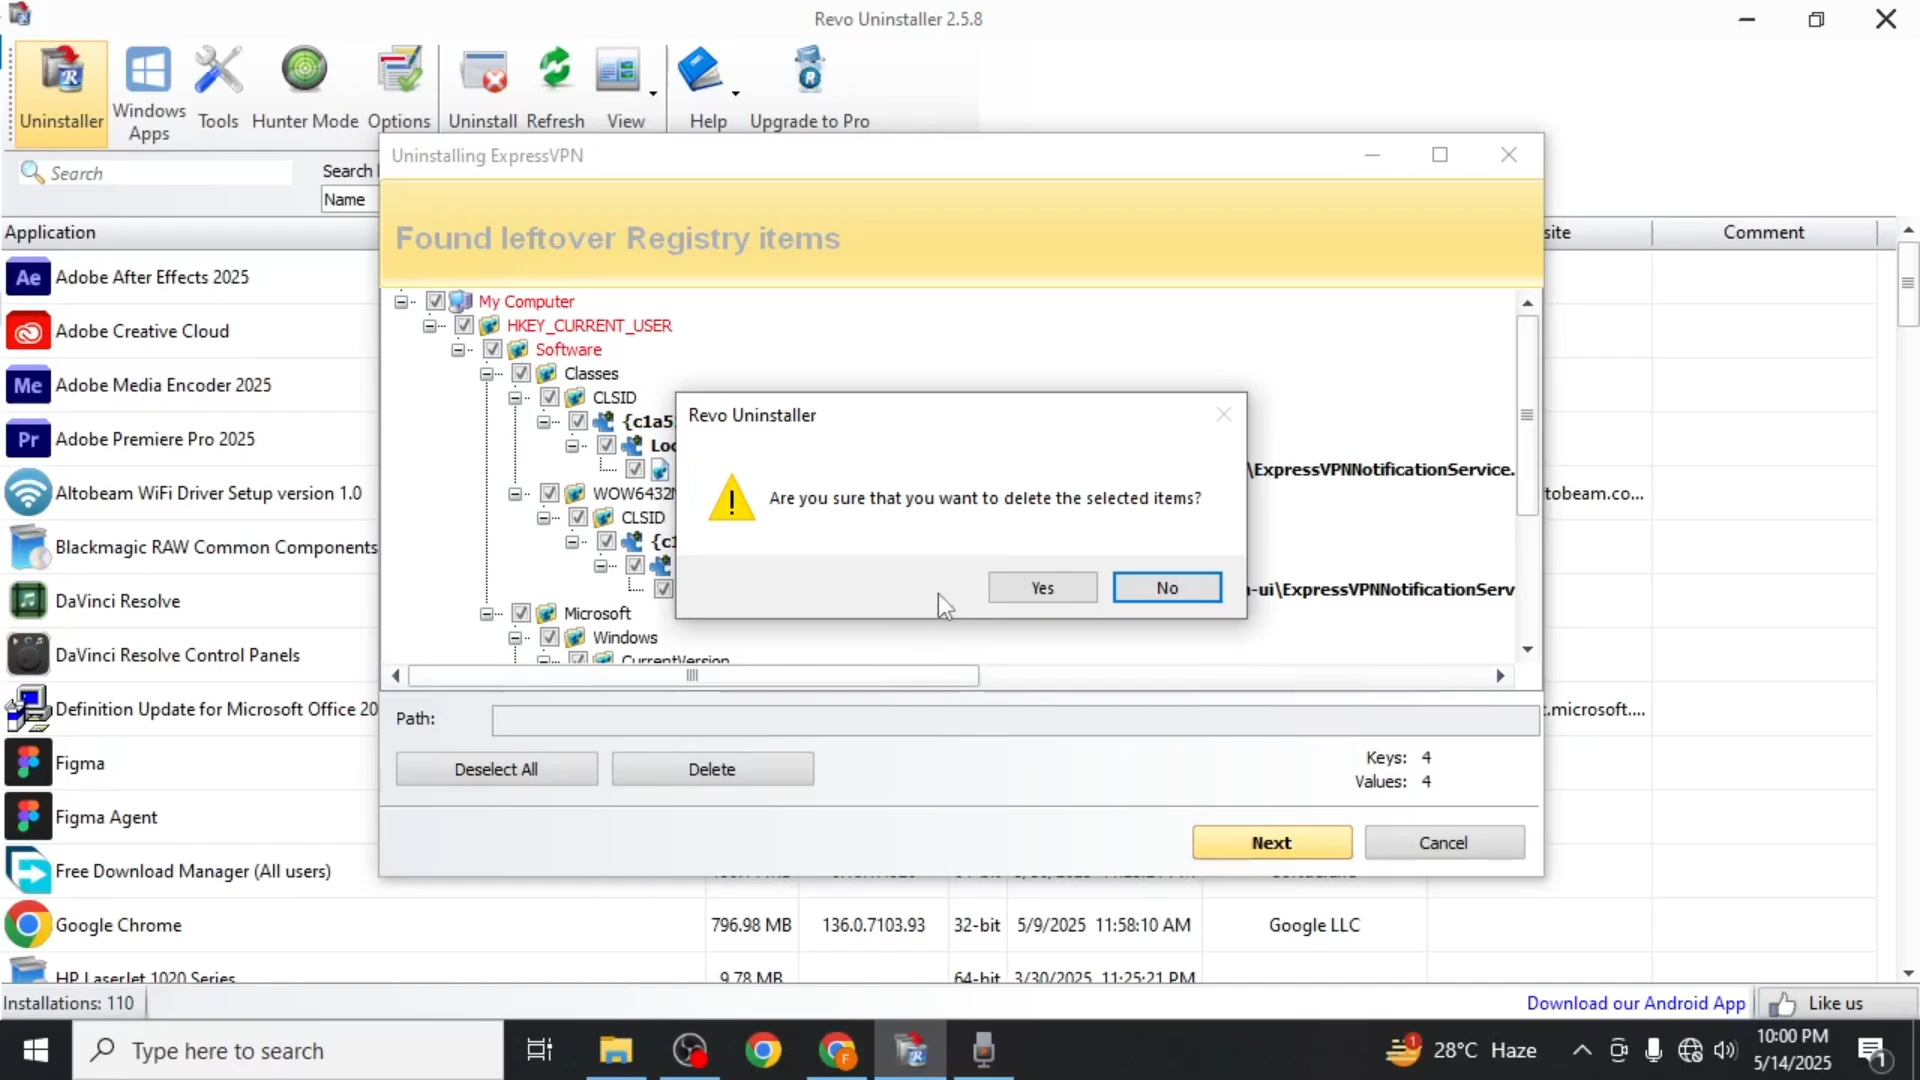 Revo Uninstaller 2.5.8
Uninstaller
Windows Apps
Tools
Hunter Mode
Options
Uninstall
Refresh
View
Help
Upgrade to Pro
Search
Search
Name
Uninstalling ExpressVPN
Found leftover Registry items
Application
site
Comment
Adobe After Effects 2025
Adobe Creative Cloud
Adobe Media Encoder 2025
Adobe Premiere Pro 2025
Altobeam WiFi Driver Setup version 1.0
tobeam.co...
Blackmagic RAW Common Components
DaVinci Resolve
DaVinci Resolve Control Panels
Definition Update for Microsoft Office 20
t.microsoft....
Figma
Figma Agent
Free Download Manager (All users)
Google Chrome
796.98 MB
136.0.7103.93
32-bit
5/9/2025 11:58:10 AM
Google LLC
HP LaserJet 1020 Series
9.78 MB
64-bit
3/30/2025 11:25:21 PM
My Computer
HKEY_CURRENT_USER
Software
Classes
CLSID
{c1a5
Loc
\ExpressVPNNotificationService.
WOW6432N
CLSID
{c1
n-ui\ExpressVPNNotificationServ
Microsoft
Windows
CurrentVersion
Revo Uninstaller
Are you sure that you want to delete the selected items?
Yes
No
Path:
Deselect All
Delete
Keys: 4
Values: 4
Next
Cancel
Installations: 110
Download our Android App
Like us
Type here to search
28°C Haze
10:00 PM
5/14/2025